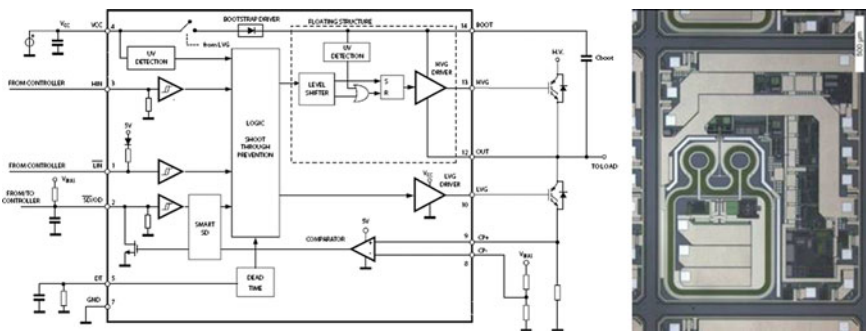 BOOTSTRAP DRIVER
FLOATING STRUCTURE
VCC
4
14
BOOT
VCC
from LVG
UV
DETECTION
UV
DETECTION
H.V.
HVG
DRIVER
Cboot
FROM CONTROLLER
HIN
3
S
R
LEVEL
SHIFTER
13
HVG
LOGIC
SHOOT
THROUGH
PREVENTION
5V
FROM CONTROLLER
LIN
1
12
OUT
TO LOAD
VBIAS
VCC
LVG
DRIVER
FROM/TO
CONTROLLER
SD/OD
2
LVG
10
SMART
SD
5V
COMPARATOR
9
CP+
CP-
8
VBIAS
DT
5
DEAD
TIME
GND
7
500 µm